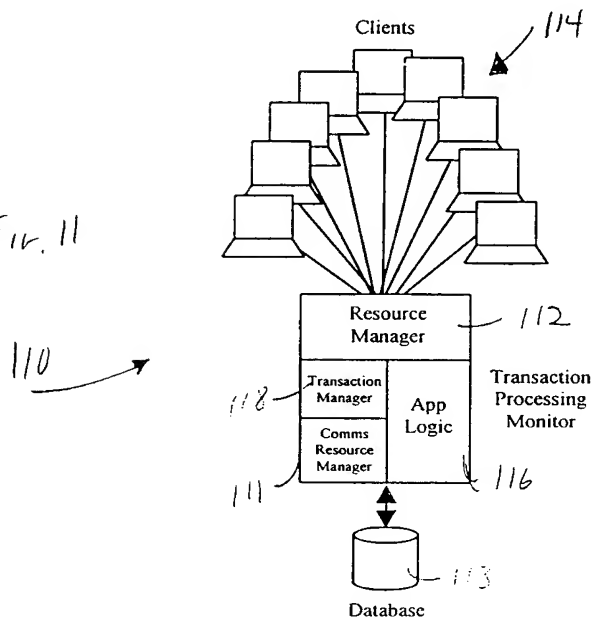 Clients
114
Fig. 11
Resource
Manager
112
110
Transaction
Manager
118
App
Logic
Transaction
Processing
Monitor
Comms
Resource
Manager
111
116
113
Database